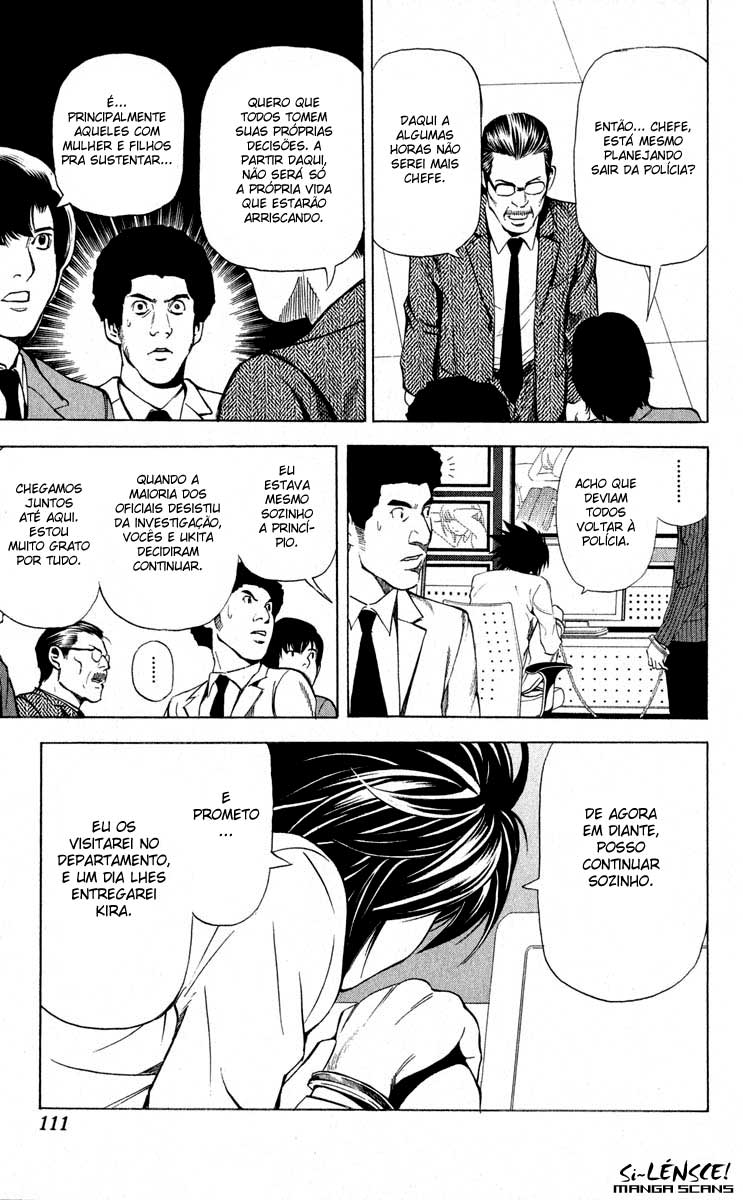 ENTÃO... CHEFE,
ESTÁ MESMO
PLANEJANDO
SAIR DA POLÍCIA?
DAQUI A
ALGUMAS
HORAS NÃO
SEREI MAIS
CHEFE.
QUERO QUE
TODOS TOMEM
SUAS PRÓPRIAS
DECISÕES. A
PARTIR DAQUI,
NÃO SERÁ SÓ
A PRÓPRIA VIDA
QUE ESTARÃO
ARRISCANDO.
É...
PRINCIPALMENTE
AQUELES COM
MULHER E FILHOS
PRA SUSTENTAR...
........
ACHO QUE
DEVIAM
TODOS
VOLTAR À
POLÍCIA.
EU
ESTAVA
MESMO
SOZINHO
A PRINCÍ-
PIO.
QUANDO A
MAIORIA DOS
OFICIAIS DESISTIU
DA INVESTIGAÇÃO,
VOCÊS E UKITA
DECIDIRAM
CONTINUAR.
CHEGAMOS
JUNTOS
ATÉ AQUI.
ESTOU
MUITO GRATO
POR TUDO.
......
DE AGORA
EM DIANTE,
POSSO
CONTINUAR
SOZINHO.
E
PROMETO
...
EU OS
VISITAREI NO
DEPARTAMENTO,
E UM DIA LHES
ENTREGAREI
KIRA.
111
Si~LÉNSCE!
MANGA SCANS